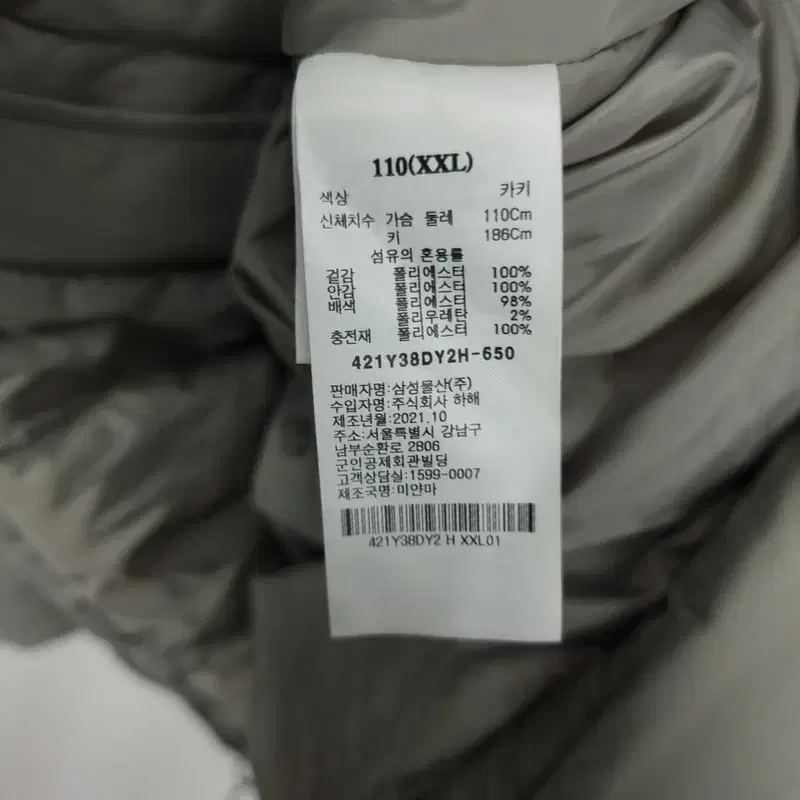 110(XXL)
색상 카키
신체치수 가슴 둘레 110Cm
키 186Cm
섬유의 혼용률
겉감 폴리에스터 100%
안감 폴리에스터 100%
배색 폴리에스터 98%
폴리우레탄 2%
충전재 폴리에스터 100%
421Y38DY2H-650
판매자명:삼성물산(주)
수입자명:주식회사 하해
제조년월:2021.10
주소:서울특별시 강남구
남부순환로 2806
군인공제회관빌딩
고객상담실:1599-0007
제조국명:미얀마
421Y38DY2 H XXL01